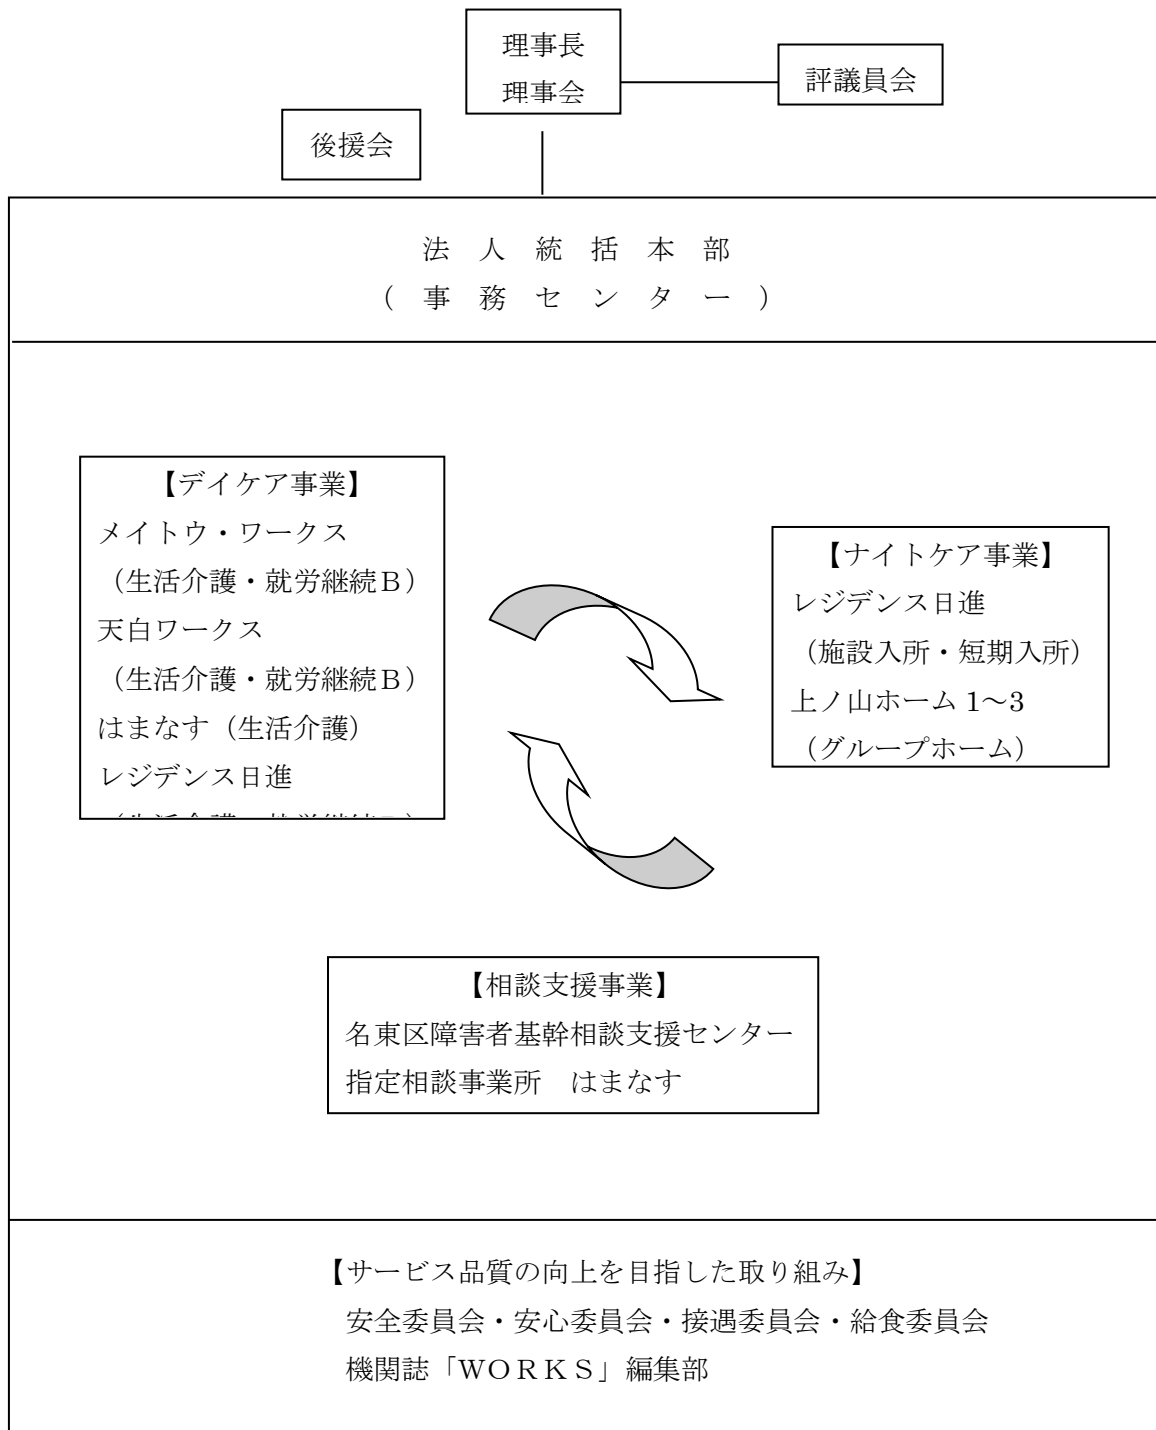 理事長
理事会
評議員会
後援会
法人統括本部
（事務センター）
【デイケア事業】
メイトウ・ワークス
（生活介護・就労継続Ｂ）
天白ワークス
（生活介護・就労継続Ｂ）
はまなす（生活介護）
レジデンス日進
【ナイトケア事業】
レジデンス日進
（施設入所・短期入所）
上ノ山ホーム 1～3
（グループホーム）
【相談支援事業】
名東区障害者基幹相談支援センター
指定相談事業所　はまなす
【サービス品質の向上を目指した取り組み】
安全委員会・安心委員会・接遇委員会・給食委員会
機関誌「ＷＯＲＫＳ」編集部